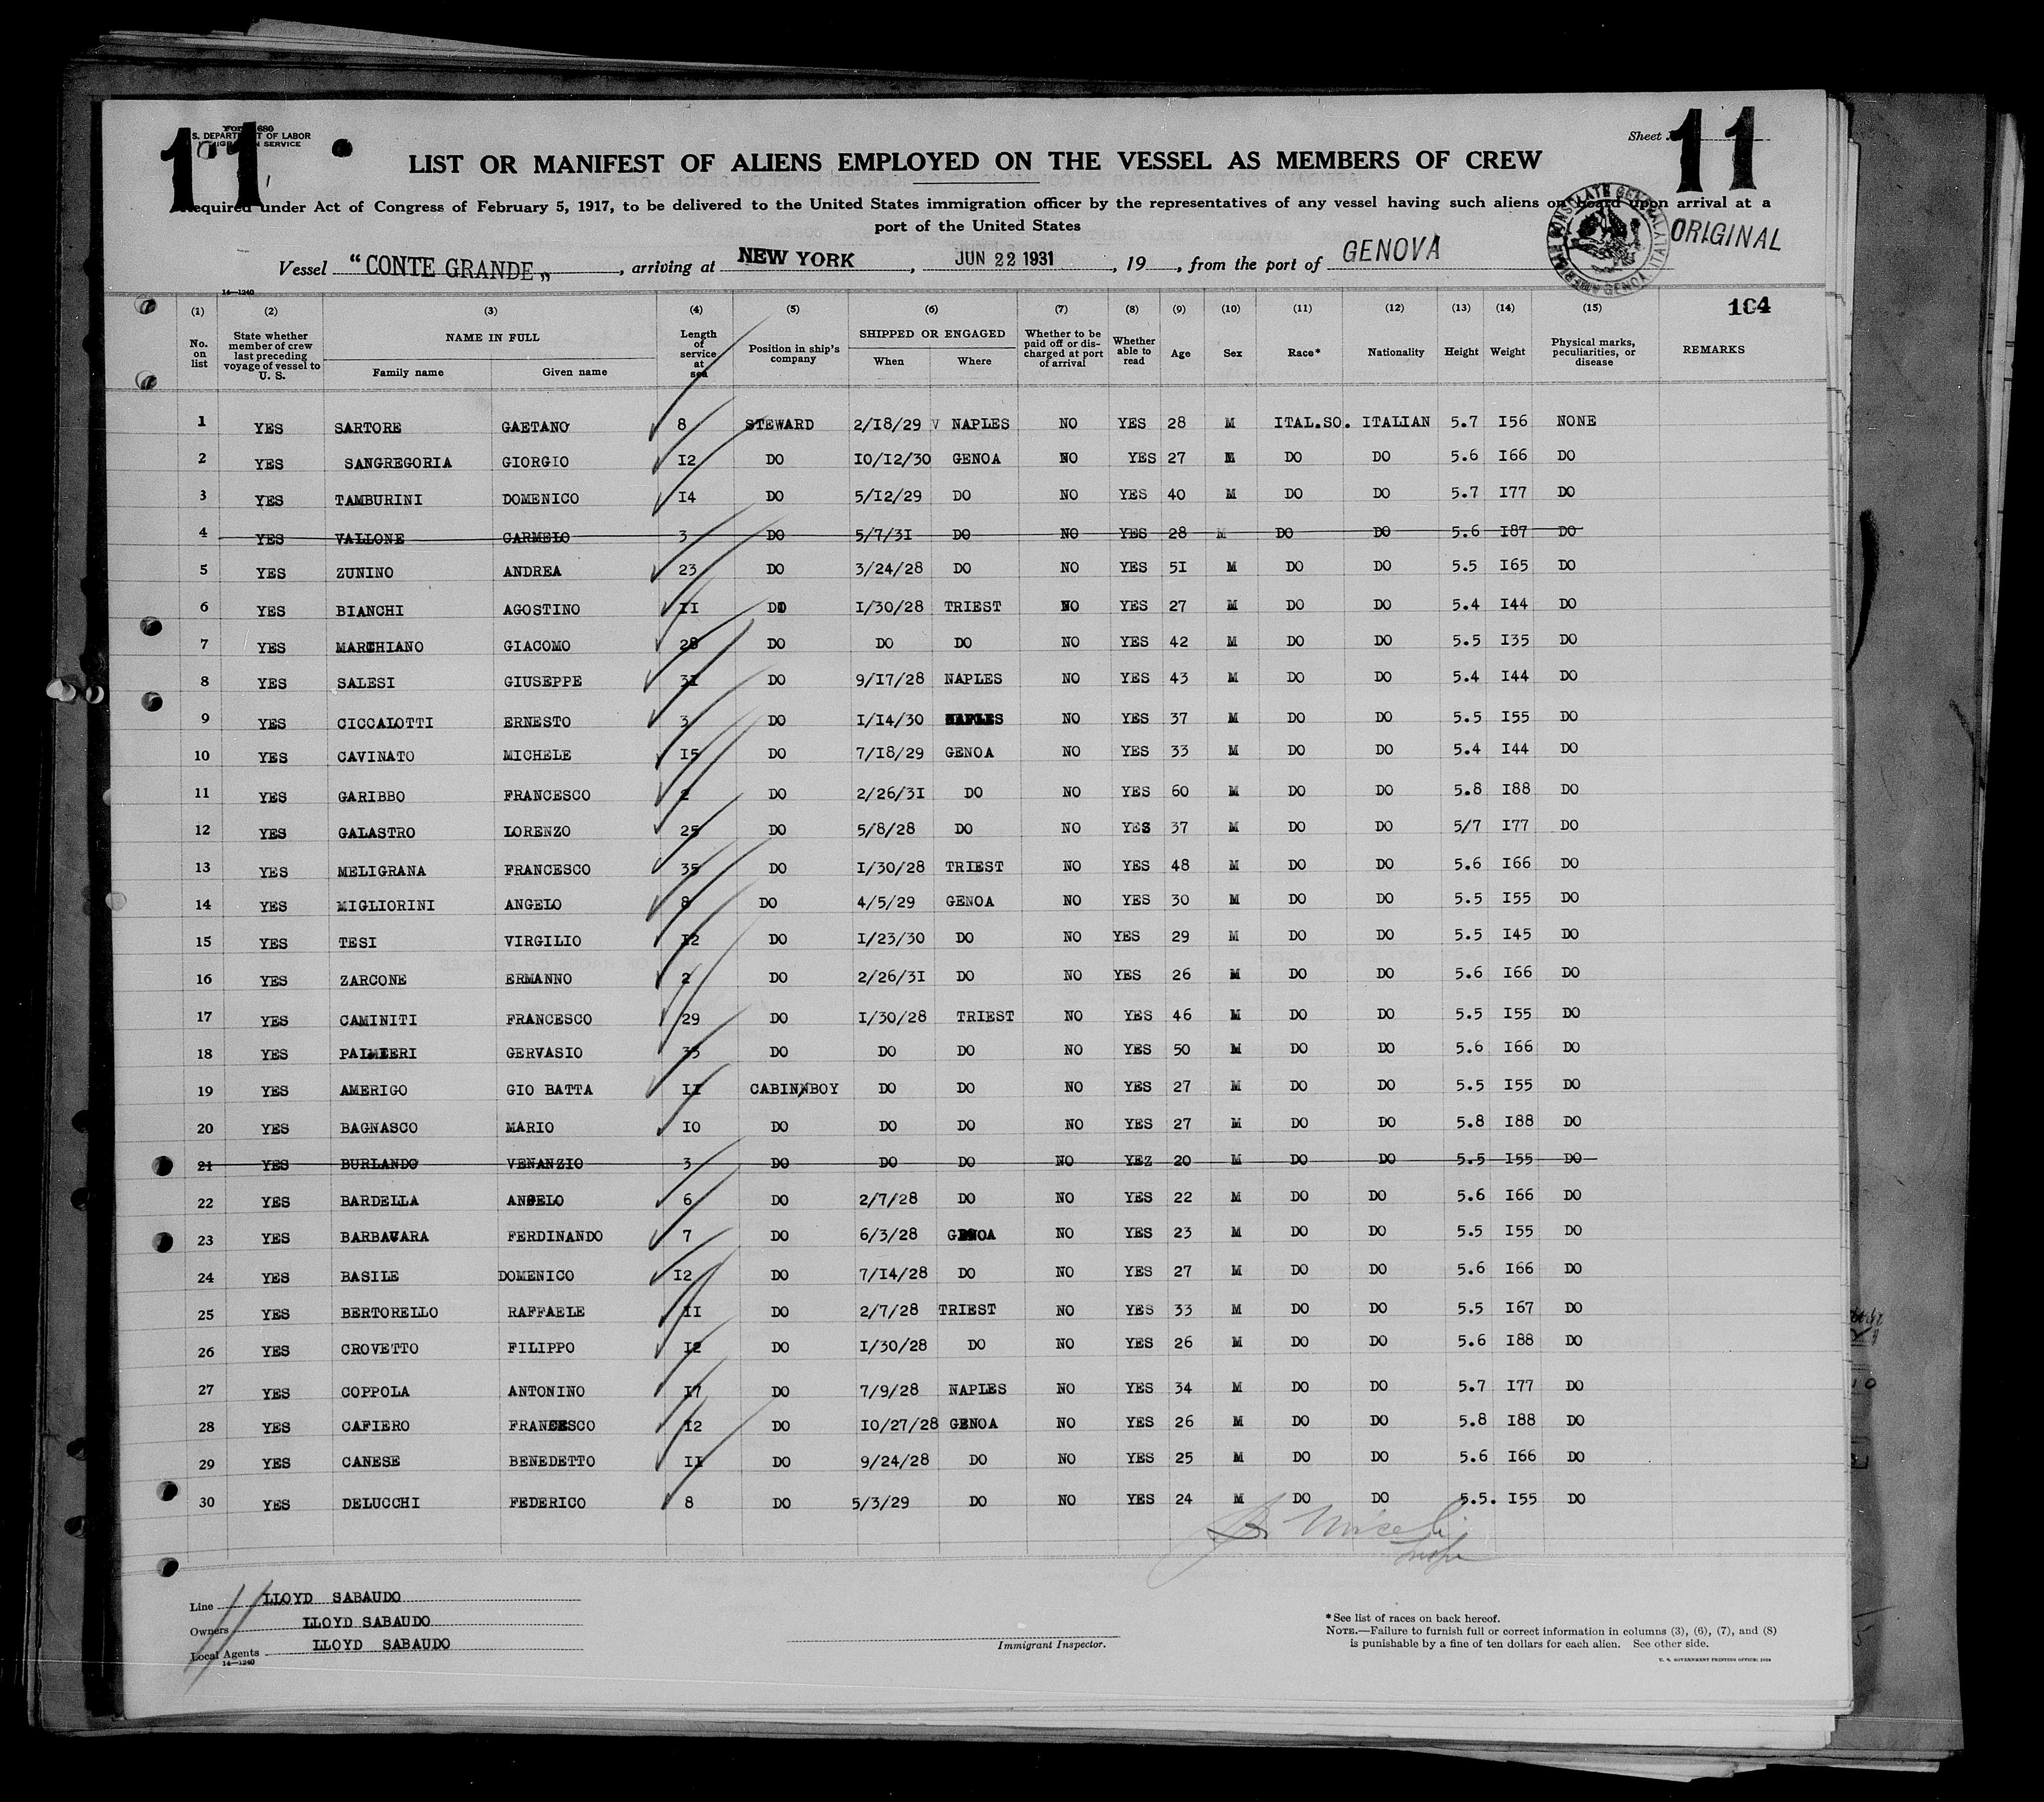 Form 680
S. DEPARTMENT OF LABOR
IMMIGRATION SERVICE
11
Sheet
11
LIST OR MANIFEST OF ALIENS EMPLOYED ON THE VESSEL AS MEMBERS OF CREW
Required under Act of Congress of February 5, 1917, to be delivered to the United States immigration officer by the representatives of any vessel having such aliens on board upon arrival at a
port of the United States
ORIGINAL
Vessel "CONTE GRANDE„ , arriving at NEW YORK , JUN 22 1931 , 19 , from the port of GENOVA
14—1240
104
(1) (2) (3) (4) (5) (6) (7) (8) (9) (10) (11) (12) (13) (14) (15)
No. on list State whether member of crew last preceding voyage of vessel to U. S. NAME IN FULL Family name Given name Length of service at sea Position in ship's company SHIPPED OR ENGAGED When Where Whether to be paid off or discharged at port of arrival Whether able to read Age Sex Race* Nationality Height Weight Physical marks, peculiarities, or disease REMARKS
1 YES SARTORE GAETANO 8 STEWARD 2/18/29 V NAPLES NO YES 28 M ITAL.SO. ITALIAN 5.7 I56 NONE
2 YES SANGREGORIA GIORGIO I2 DO I0/I2/30 GENOA NO YES 27 M DO DO 5.6 I66 DO
3 YES TAMBURINI DOMENICO I4 DO 5/I2/29 DO NO YES 40 M DO DO 5.7 I77 DO
4 YES VALLONE CARMELO 3 DO 5/7/3I DO NO YES 28 M DO DO 5.6 I87 DO
5 YES ZUNINO ANDREA 23 DO 3/24/28 DO NO YES 5I M DO DO 5.5 I65 DO
6 YES BIANCHI AGOSTINO II DO I/30/28 TRIEST NO YES 27 M DO DO 5.4 I44 DO
7 YES MARCHIANO GIACOMO 28 DO DO DO NO YES 42 M DO DO 5.5 I35 DO
8 YES SALESI GIUSEPPE 3I DO 9/I7/28 NAPLES NO YES 43 M DO DO 5.4 I44 DO
9 YES CICCALOTTI ERNESTO 3 DO I/I4/30 NAPLES NO YES 37 M DO DO 5.5 I55 DO
10 YES CAVINATO MICHELE I5 DO 7/I8/29 GENOA NO YES 33 M DO DO 5.4 I44 DO
11 YES GARIBBO FRANCESCO 2 DO 2/26/3I DO NO YES 60 M DO DO 5.8 I88 DO
12 YES GALASTRO LORENZO 25 DO 5/8/28 DO NO YES 37 M DO DO 5/7 I77 DO
13 YES MELIGRANA FRANCESCO 35 DO I/30/28 TRIEST NO YES 48 M DO DO 5.6 I66 DO
14 YES MIGLIORINI ANGELO 8 DO 4/5/29 GENOA NO YES 30 M DO DO 5.5 I55 DO
15 YES TESI VIRGILIO I2 DO I/23/30 DO NO YES 29 M DO DO 5.5 I45 DO
16 YES ZARCONE ERMANNO 2 DO 2/26/3I DO NO YES 26 M DO DO 5.6 I66 DO
17 YES CAMINITI FRANCESCO 29 DO I/30/28 TRIEST NO YES 46 M DO DO 5.5 I55 DO
18 YES PALMIERI GERVASIO 35 DO DO DO NO YES 50 M DO DO 5.6 I66 DO
19 YES AMERIGO GIO BATTA II CABIN BOY DO DO NO YES 27 M DO DO 5.5 I55 DO
20 YES BAGNASCO MARIO I0 DO DO DO NO YES 27 M DO DO 5.8 I88 DO
21 YES BURLANDO VENANZIO 3 DO DO DO NO YEZ 20 M DO DO 5.5 I55 DO
22 YES BARDELLA ANGELO 6 DO 2/7/28 DO NO YES 22 M DO DO 5.6 I66 DO
23 YES BARBAVARA FERDINANDO 7 DO 6/3/28 GENOA NO YES 23 M DO DO 5.5 I55 DO
24 YES BASILE DOMENICO I2 DO 7/I4/28 DO NO YES 27 M DO DO 5.6 I66 DO
25 YES BERTORELLO RAFFAELE II DO 2/7/28 TRIEST NO YES 33 M DO DO 5.5 I67 DO
26 YES CROVETTO FILIPPO I2 DO I/30/28 DO NO YES 26 M DO DO 5.6 I88 DO
27 YES COPPOLA ANTONINO I7 DO 7/9/28 NAPLES NO YES 34 M DO DO 5.7 I77 DO
28 YES CAFIERO FRANCESCO I2 DO I0/27/28 GENOA NO YES 26 M DO DO 5.8 I88 DO
29 YES CANESE BENEDETTO II DO 9/24/28 DO NO YES 25 M DO DO 5.6 I66 DO
30 YES DELUCCHI FEDERICO 8 DO 5/3/29 DO NO YES 24 M DO DO 5.5. I55 DO
Line LLOYD SABAUDO
Owners LLOYD SABAUDO
Local Agents LLOYD SABAUDO
14—1240
Immigrant Inspector.
*See list of races on back hereof.
NOTE.—Failure to furnish full or correct information in columns (3), (6), (7), and (8)
is punishable by a fine of ten dollars for each alien. See other side.